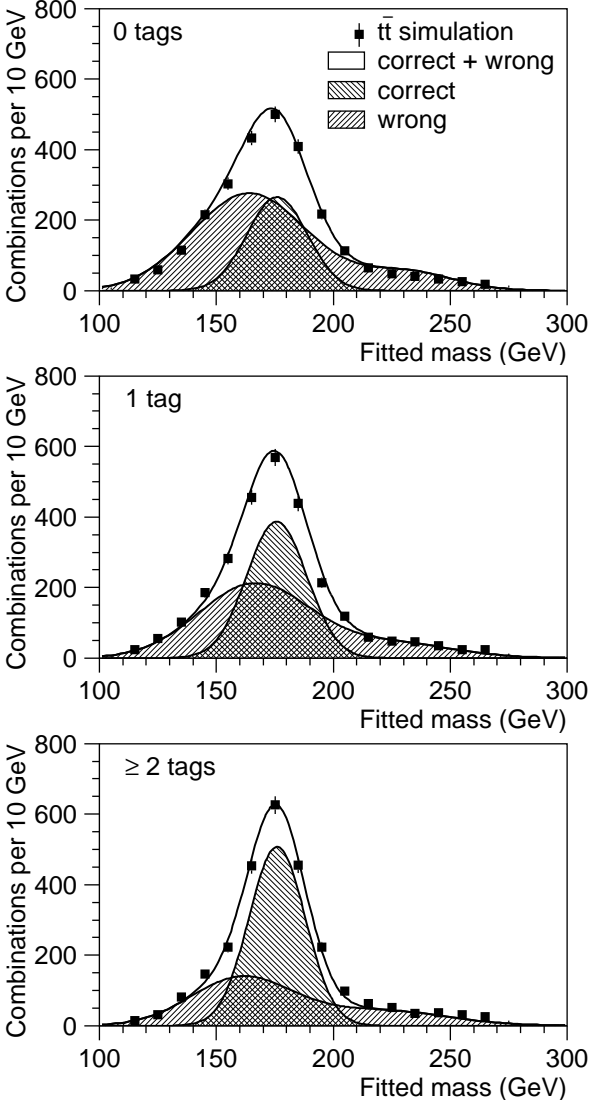 0 tags
tt̄ simulation
correct + wrong
correct
wrong
Combinations per 10 GeV
800
600
400
200
0
100 150 200 250 300
Fitted mass (GeV)
1 tag
Combinations per 10 GeV
800
600
400
200
0
100 150 200 250 300
Fitted mass (GeV)
≥ 2 tags
Combinations per 10 GeV
800
600
400
200
0
100 150 200 250 300
Fitted mass (GeV)